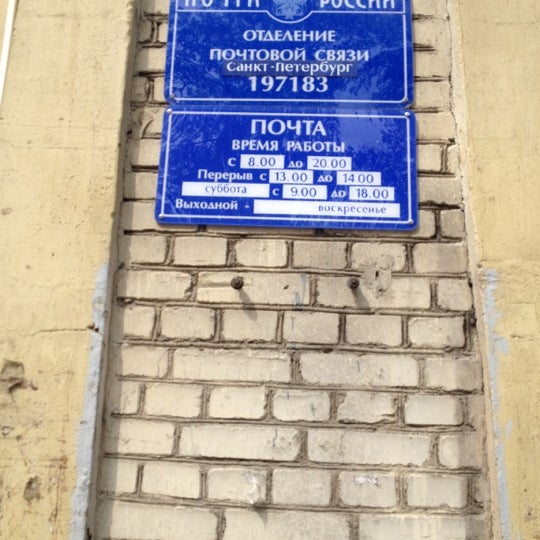 ПОЧТА РОССИИ
ОТДЕЛЕНИЕ
ПОЧТОВОЙ СВЯЗИ
Санкт-Петербург
197183
ПОЧТА
ВРЕМЯ РАБОТЫ
с 8.00 до 20.00
Перерыв с 13.00 до 14.00
суббота с 9.00 до 18.00
Выходной - воскресенье